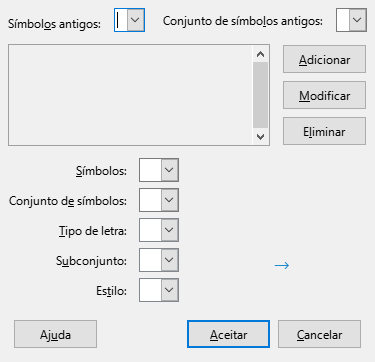 Símbolos antigos: Conjunto de símbolos antigos:
Adicionar
Modificar
Eliminar
Símbolos:
Conjunto de símbolos:
Tipo de letra:
Subconjunto:
Estilo:
Ajuda Aceitar Cancelar